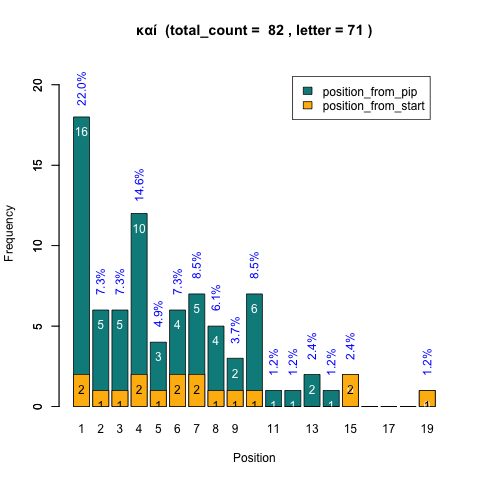 καί (total_count = 82 , letter = 71 )
position_from_pip
position_from_start
Frequency
20
15
10
5
0
22.0% 7.3% 7.3% 14.6% 4.9% 7.3% 8.5% 6.1% 3.7% 8.5% 1.2% 1.2% 2.4% 1.2% 2.4% 1.2%
16 5 5 10 3 4 5 4 2 6 1 1 2 1
2 1 1 2 1 2 2 1 1 1 2 1
1 2 3 4 5 6 7 8 9 11 13 15 17 19
Position